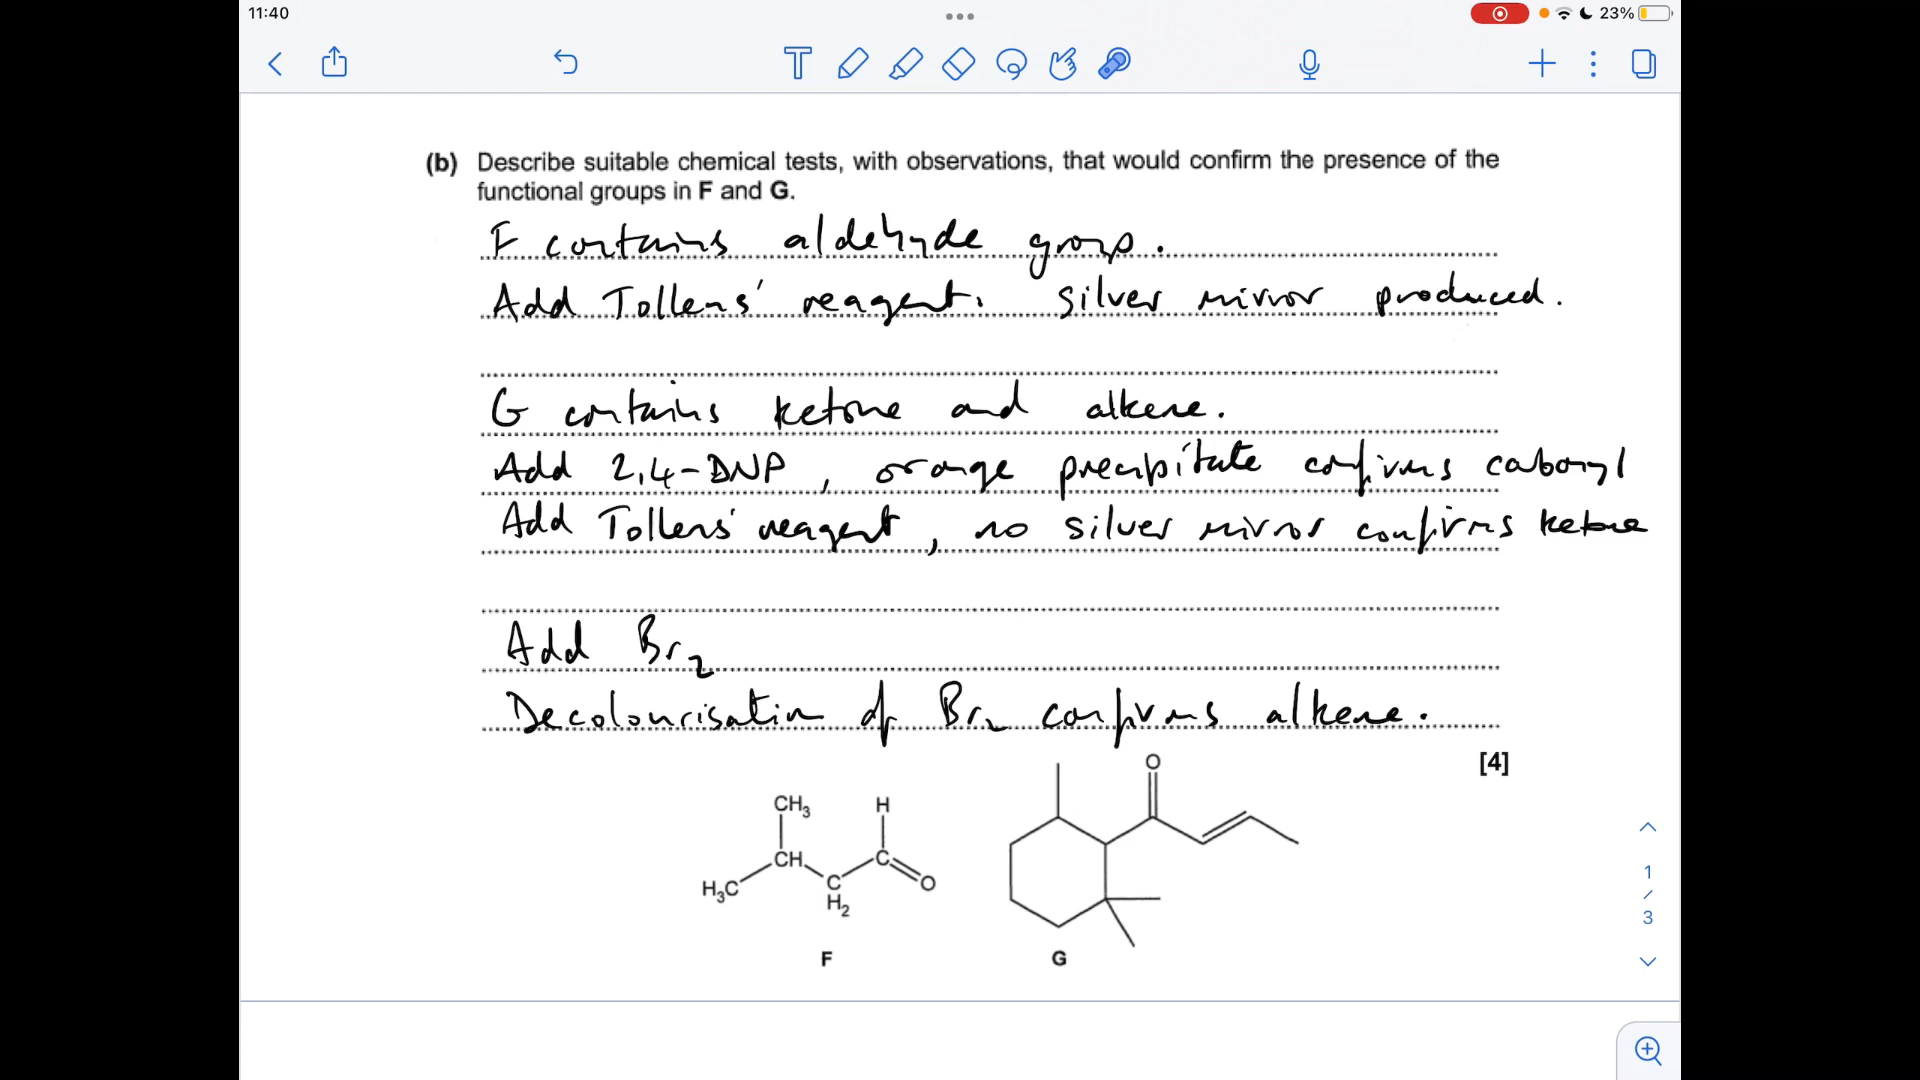 11:40
23%
(b) Describe suitable chemical tests, with observations, that would confirm the presence of the
functional groups in F and G.
F contains aldehyde group.
Add Tollens' reagent. Silver mirror produced.
G contains ketone and alkene.
Add 2,4-DNP, orange precipitate confirms carbonyl
Add Tollens' reagent, no silver mirror confirms ketone
Add Br2
Decolourisation of Br2 confirms alkene.
[4]
CH3 H
CH C
H3C C O
H2
F
O
G
1
/
3